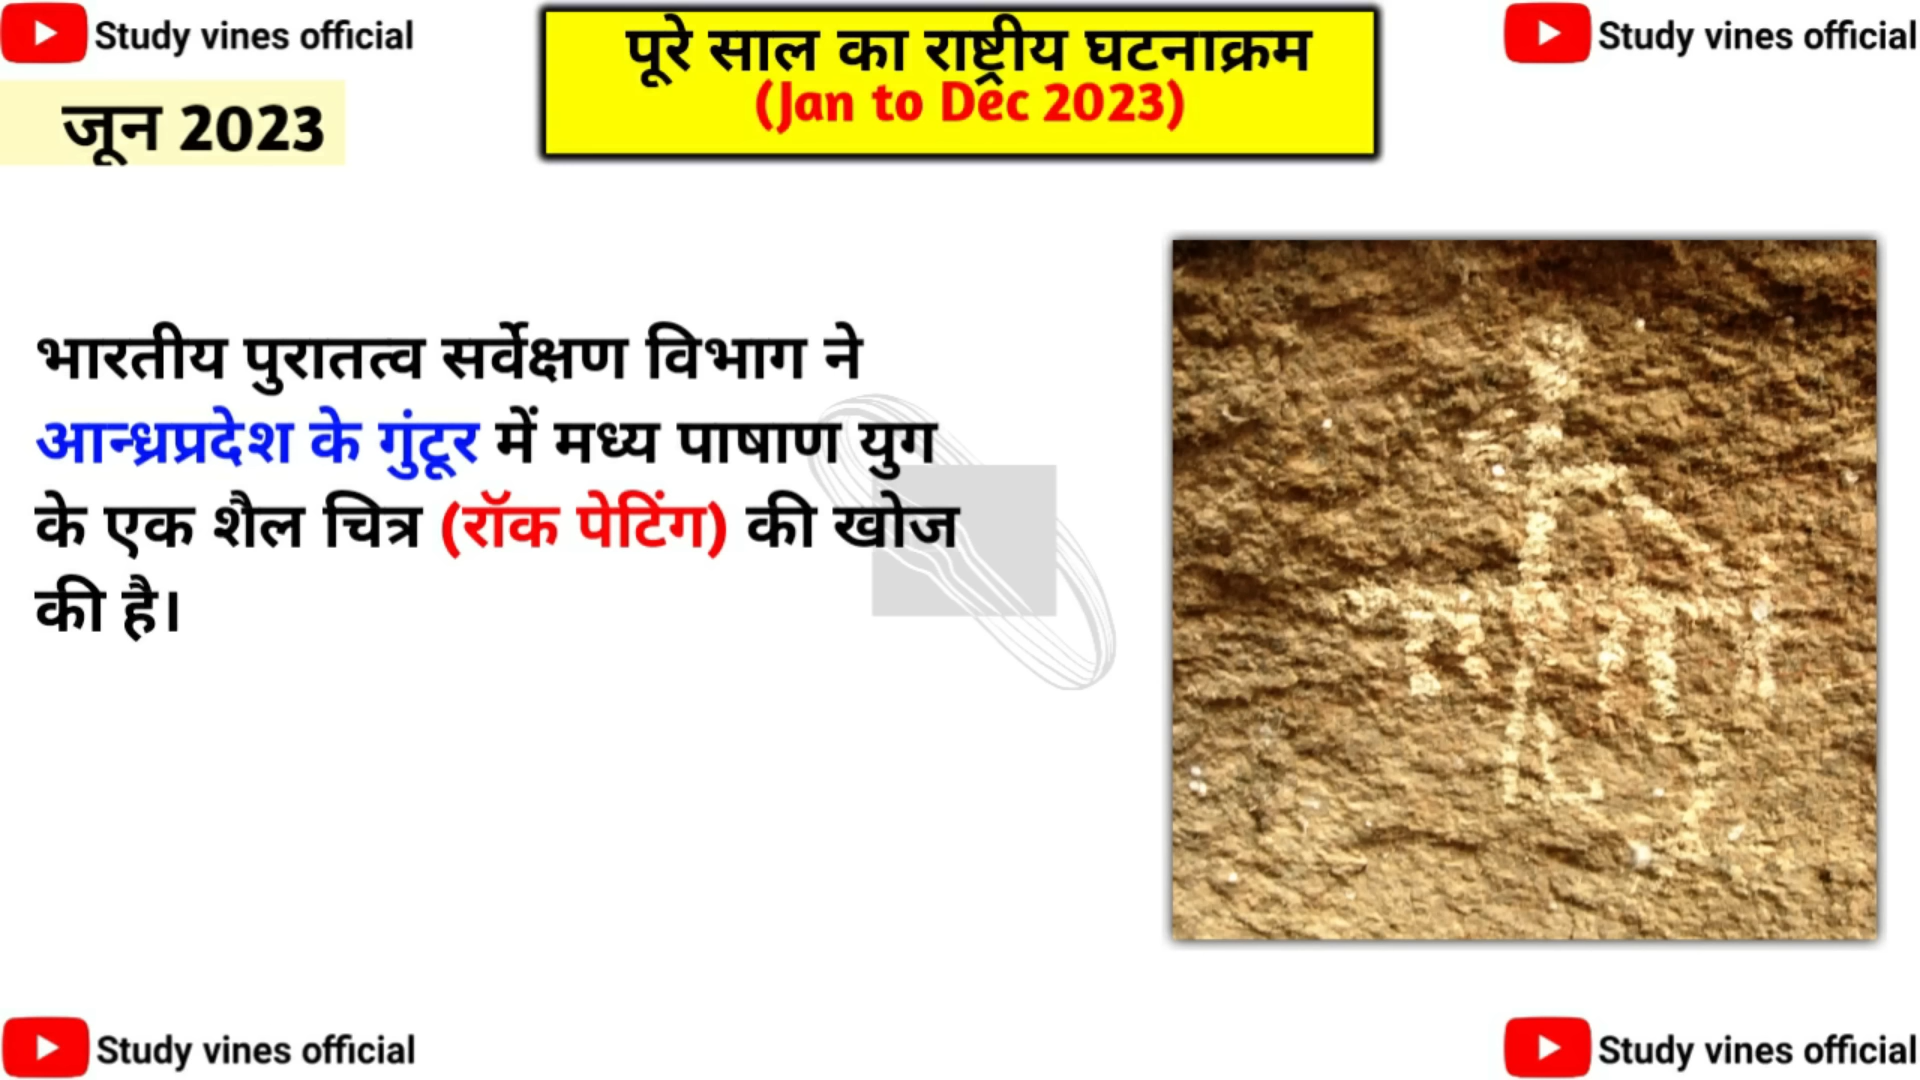 Study vines official
पूरे साल का राष्ट्रीय घटनाक्रम
(Jan to Dec 2023)
Study vines official
जून 2023
भारतीय पुरातत्व सर्वेक्षण विभाग ने
आन्ध्रप्रदेश के गुंटूर में मध्य पाषाण युग
के एक शैल चित्र (रॉक पेटिंग) की खोज
की है।
Study vines official
Study vines official